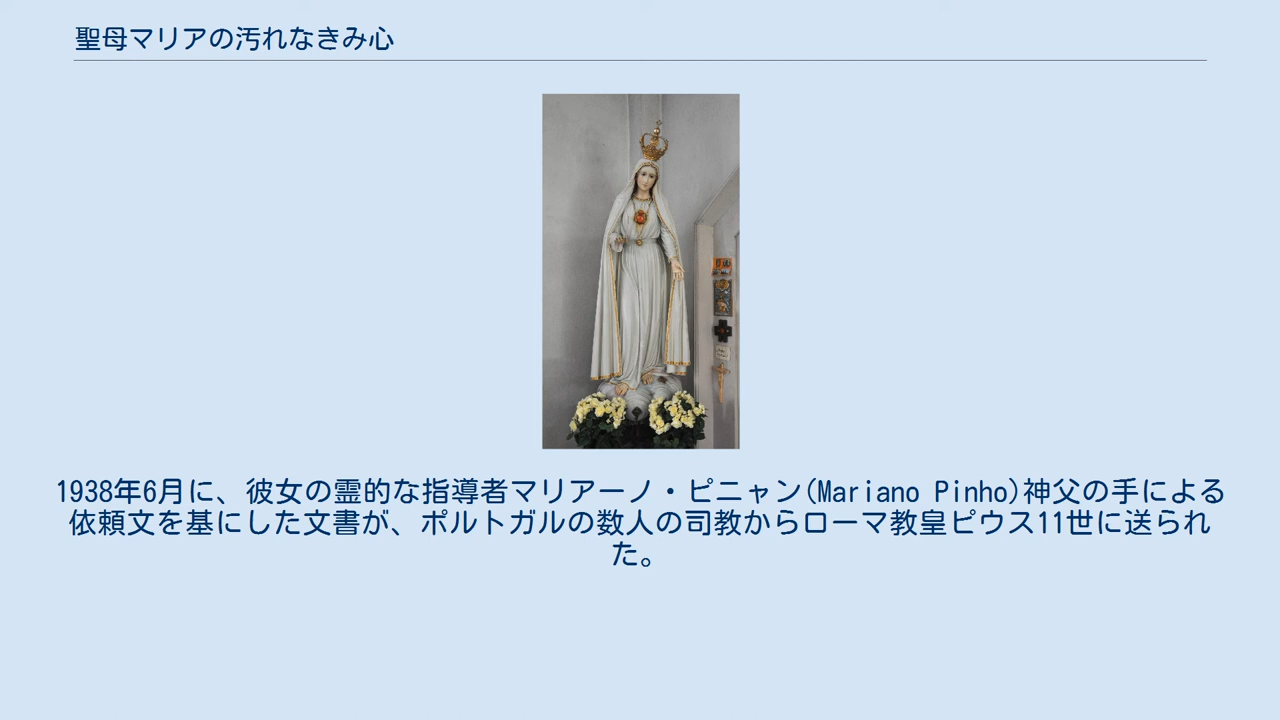 聖母マリアの汚れなきみ心
1938年6月に、彼女の霊的な指導者マリアーノ・ピニャン(Mariano Pinho)神父の手による
依頼文を基にした文書が、ポルトガルの数人の司教からローマ教皇ピウス11世に送られ
た。